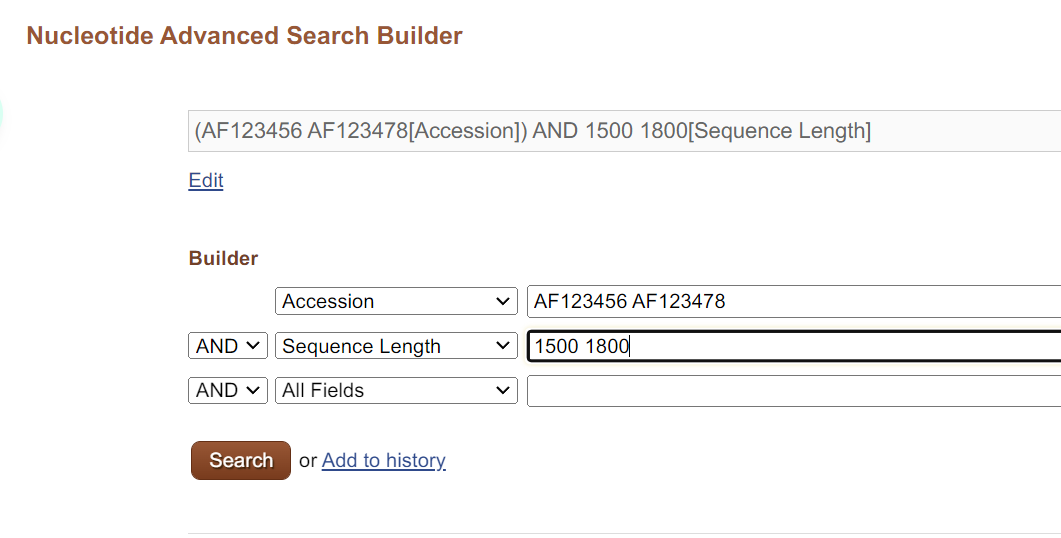 Nucleotide Advanced Search Builder
(AF123456 AF123478[Accession]) AND 1500 1800[Sequence Length]
Edit
Builder
Accession AF123456 AF123478
AND Sequence Length 1500 1800
AND All Fields
Search or Add to history